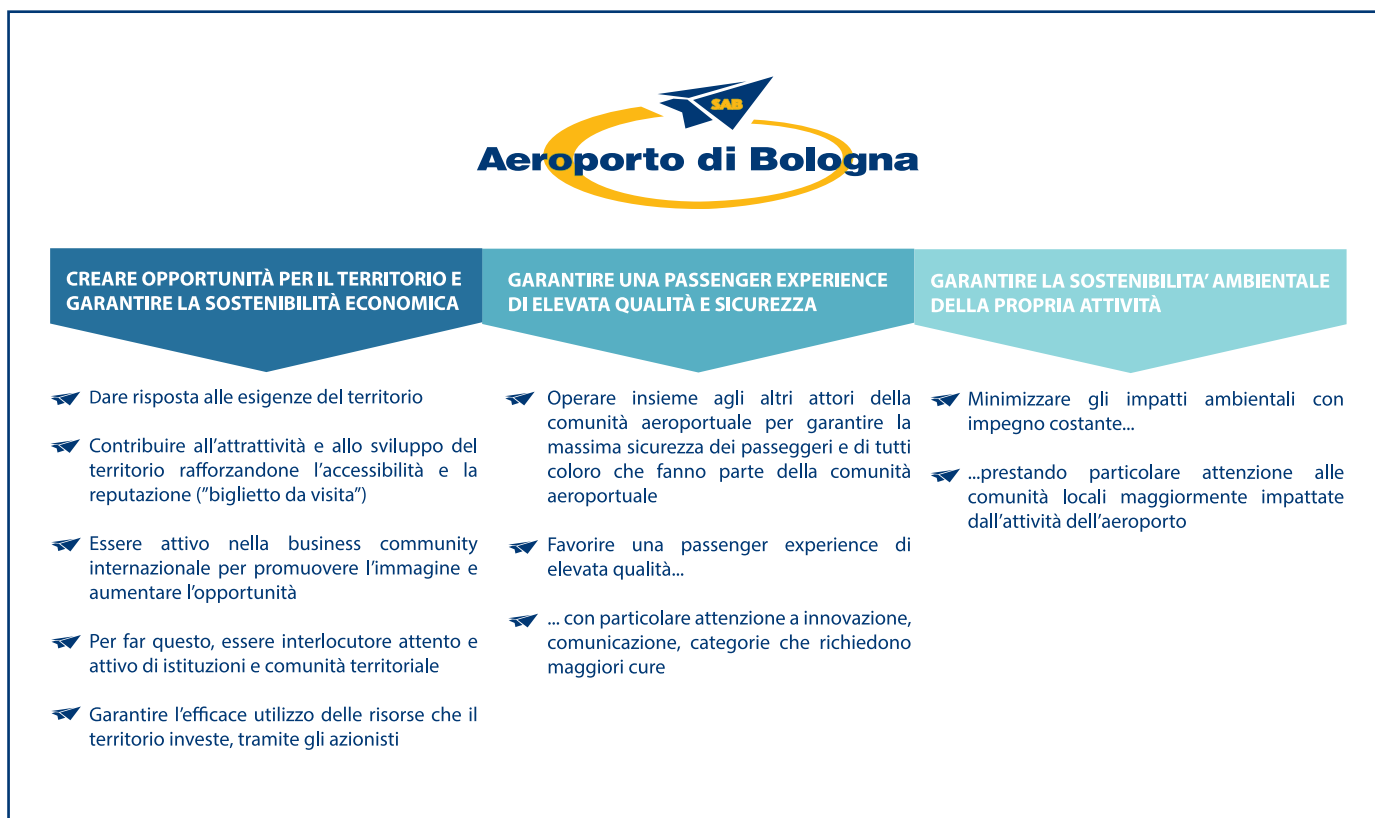 SAB
Aeroporto di Bologna
CREARE OPPORTUNITÀ PER IL TERRITORIO E
GARANTIRE LA SOSTENIBILITÀ ECONOMICA
Dare risposta alle esigenze del territorio
Contribuire all’attrattività e allo sviluppo del
territorio rafforzandone l’accessibilità e la
reputazione (”biglietto da visita”)
Essere attivo nella business community
internazionale per promuovere l’immagine e
aumentare l’opportunità
Per far questo, essere interlocutore attento e
attivo di istituzioni e comunità territoriale
Garantire l’efficace utilizzo delle risorse che il
territorio investe, tramite gli azionisti
GARANTIRE UNA PASSENGER EXPERIENCE
DI ELEVATA QUALITÀ E SICUREZZA
Operare insieme agli altri attori della
comunità aeroportuale per garantire la
massima sicurezza dei passeggeri e di tutti
coloro che fanno parte della comunità
aeroportuale
Favorire una passenger experience di
elevata qualità...
... con particolare attenzione a innovazione,
comunicazione, categorie che richiedono
maggiori cure
GARANTIRE LA SOSTENIBILITA’ AMBIENTALE
DELLA PROPRIA ATTIVITÀ
Minimizzare gli impatti ambientali con
impegno costante...
...prestando particolare attenzione alle
comunità locali maggiormente impattate
dall’attività dell’aeroporto